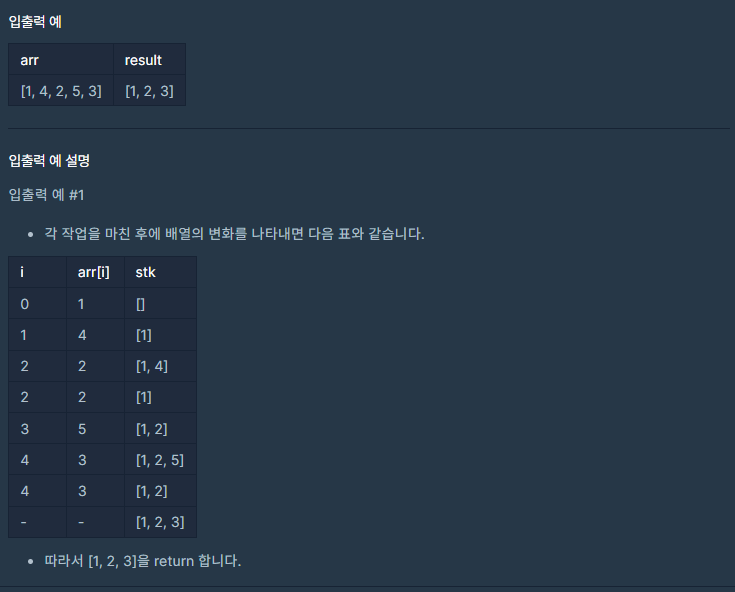 입출력 예
arr result
[1, 4, 2, 5, 3] [1, 2, 3]
입출력 예 설명
입출력 예 #1
각 작업을 마친 후에 배열의 변화를 나타내면 다음 표와 같습니다.
i arr[i] stk
0 1 []
1 4 [1]
2 2 [1, 4]
2 2 [1]
3 5 [1, 2]
4 3 [1, 2, 5]
4 3 [1, 2]
- - [1, 2, 3]
따라서 [1, 2, 3]을 return 합니다.